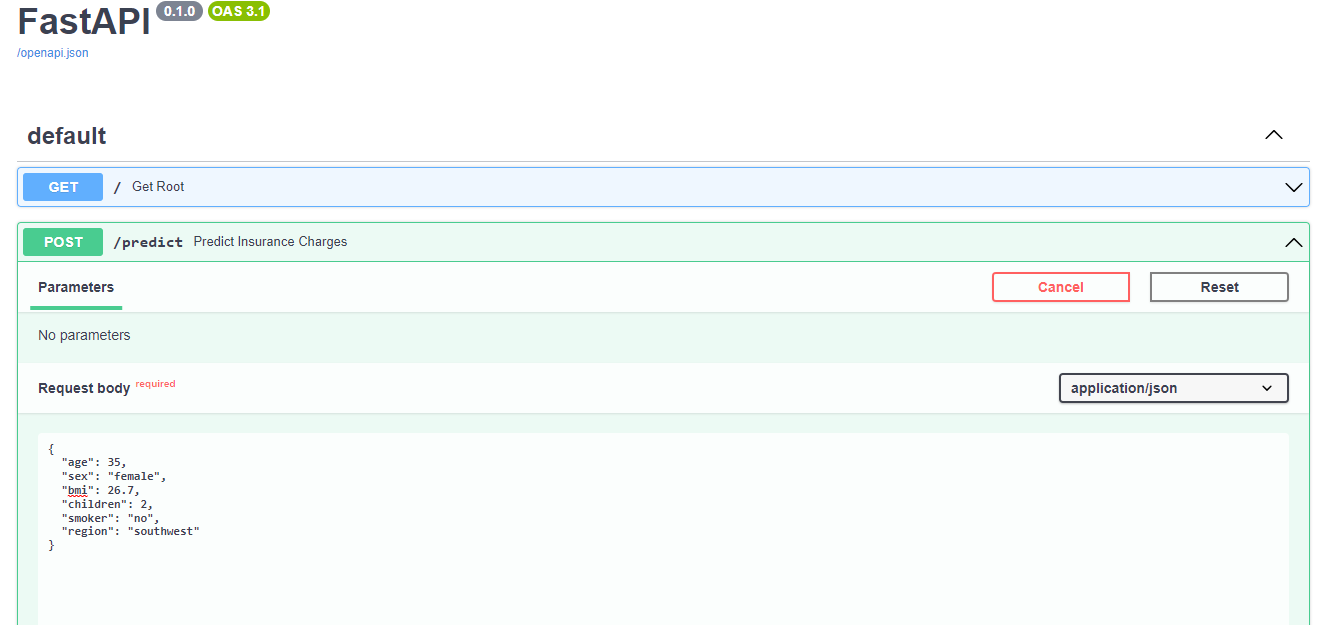 FastAPI 0.1.0 OAS 3.1
/openapi.json
default
GET / Get Root
POST /predict Predict Insurance Charges
Parameters Cancel Reset
No parameters
Request body required application/json
{
  "age": 35,
  "sex": "female",
  "bmi": 26.7,
  "children": 2,
  "smoker": "no",
  "region": "southwest"
}